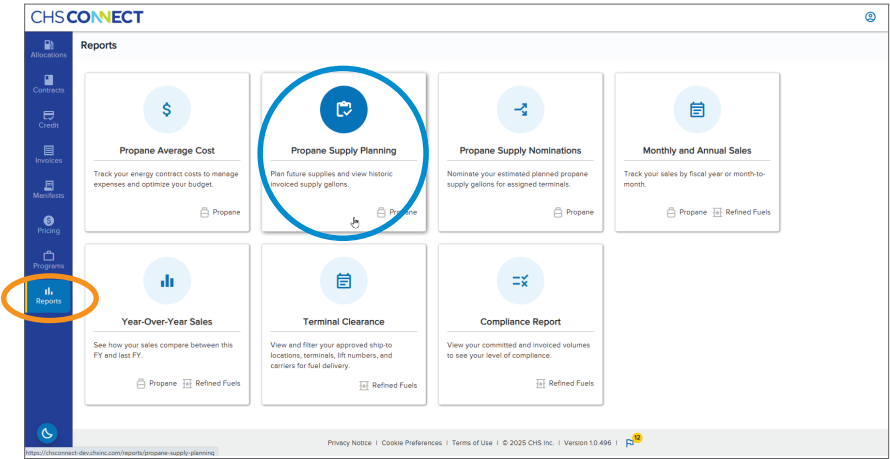 CHSCONNECT
Allocations
Contracts
Credit
Invoices
Manifests
Pricing
Programs
Reports
Reports
Propane Average Cost
Track your energy contract costs to manage
expenses and optimize your budget.
Propane
Propane Supply Planning
Plan future supplies and view historic
invoiced supply gallons.
Propane
Propane Supply Nominations
Nominate your estimated planned propane
supply gallons for assigned terminals.
Propane
Monthly and Annual Sales
Track your sales by fiscal year or month-to-
month.
Propane Refined Fuels
Year-Over-Year Sales
See how your sales compare between this
FY and last FY.
Propane Refined Fuels
Terminal Clearance
View and filter your approved ship-to
locations, terminals, lift numbers, and
carriers for fuel delivery.
Refined Fuels
Compliance Report
View your committed and invoiced volumes
to see your level of compliance.
Refined Fuels
Privacy Notice | Cookie Preferences | Terms of Use | © 2025 CHS Inc. | Version 1.0.496 | 12
https://chsconnect-dev.chsinc.com/reports/propane-supply-planning